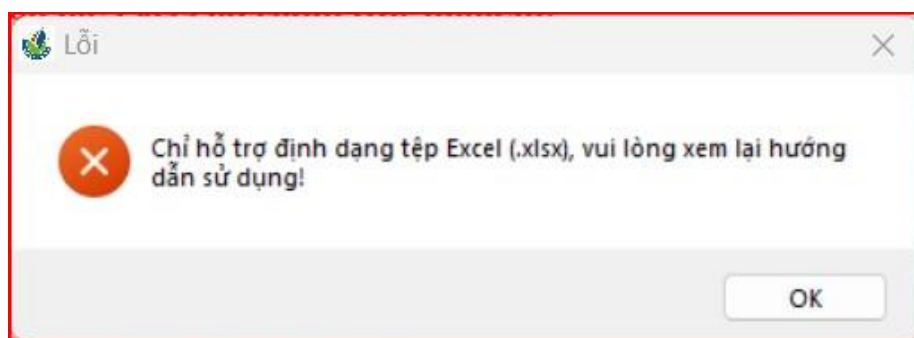 Lỗi
Chỉ hỗ trợ định dạng tệp Excel (.xlsx), vui lòng xem lại hướng
dẫn sử dụng!
OK